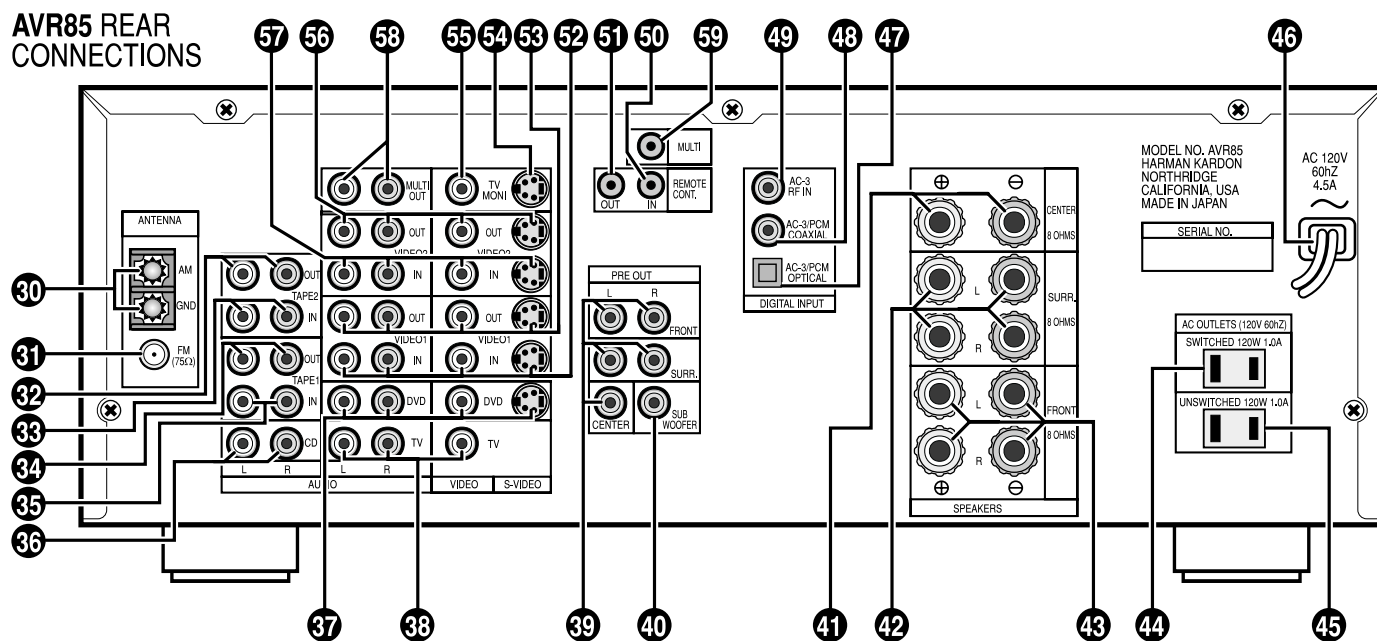 AVR85 REAR
CONNECTIONS
57 56 58 55 54 53 52 51 50 59 49 48 47 46
MULTI
REMOTE
CONT.
OUT IN
MULTI
OUT
TV
MONI
OUT OUT
VIDEO2
IN IN
OUT OUT
VIDEO1 VIDEO1
IN IN
DVD DVD
TV TV
L R
AUDIO VIDEO S-VIDEO
ANTENNA
AM
GND
FM
(75Ω)
OUT
TAPE2
IN
OUT
TAPE1
IN
CD
L R
AC-3
RF IN
AC-3/PCM
COAXIAL
AC-3/PCM
OPTICAL
DIGITAL INPUT
PRE OUT
L R
FRONT
SURR.
CENTER
SUB
WOOFER
⊕ ⊖
CENTER
8 OHMS
L
SURR.
R
8 OHMS
L
FRONT
R
8 OHMS
⊕ ⊖
SPEAKERS
MODEL NO. AVR85
HARMAN KARDON
NORTHRIDGE
CALIFORNIA, USA
MADE IN JAPAN
SERIAL NO.
AC 120V
60hZ
4.5A
~
AC OUTLETS (120V 60hZ)
SWITCHED 120W 1.0A
UNSWITCHED 120W 1.0A
30
31
32
33
34
35
36
37 38 39 40 41 42 43 44 45